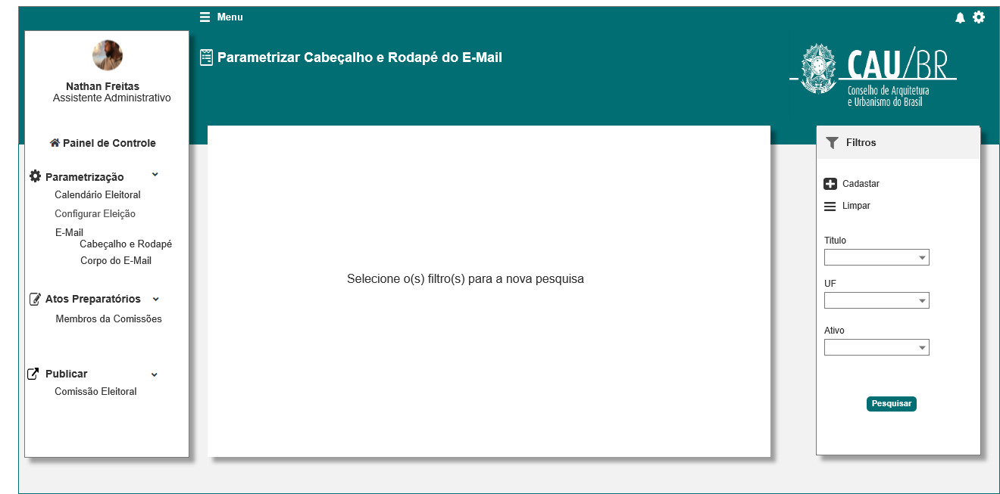 Menu
Parametrizar Cabeçalho e Rodapé do E-Mail
CAU/BR
Conselho de Arquitetura
e Urbanismo do Brasil
Nathan Freitas
Assistente Administrativo
Painel de Controle
Parametrização
Calendário Eleitoral
Configurar Eleição
E-Mail
Cabeçalho e Rodapé
Corpo do E-Mail
Atos Preparatórios
Membros da Comissões
Publicar
Comissão Eleitoral
Selecione o(s) filtro(s) para a nova pesquisa
Filtros
Cadastar
Limpar
Titulo
UF
Ativo
Pesquisar